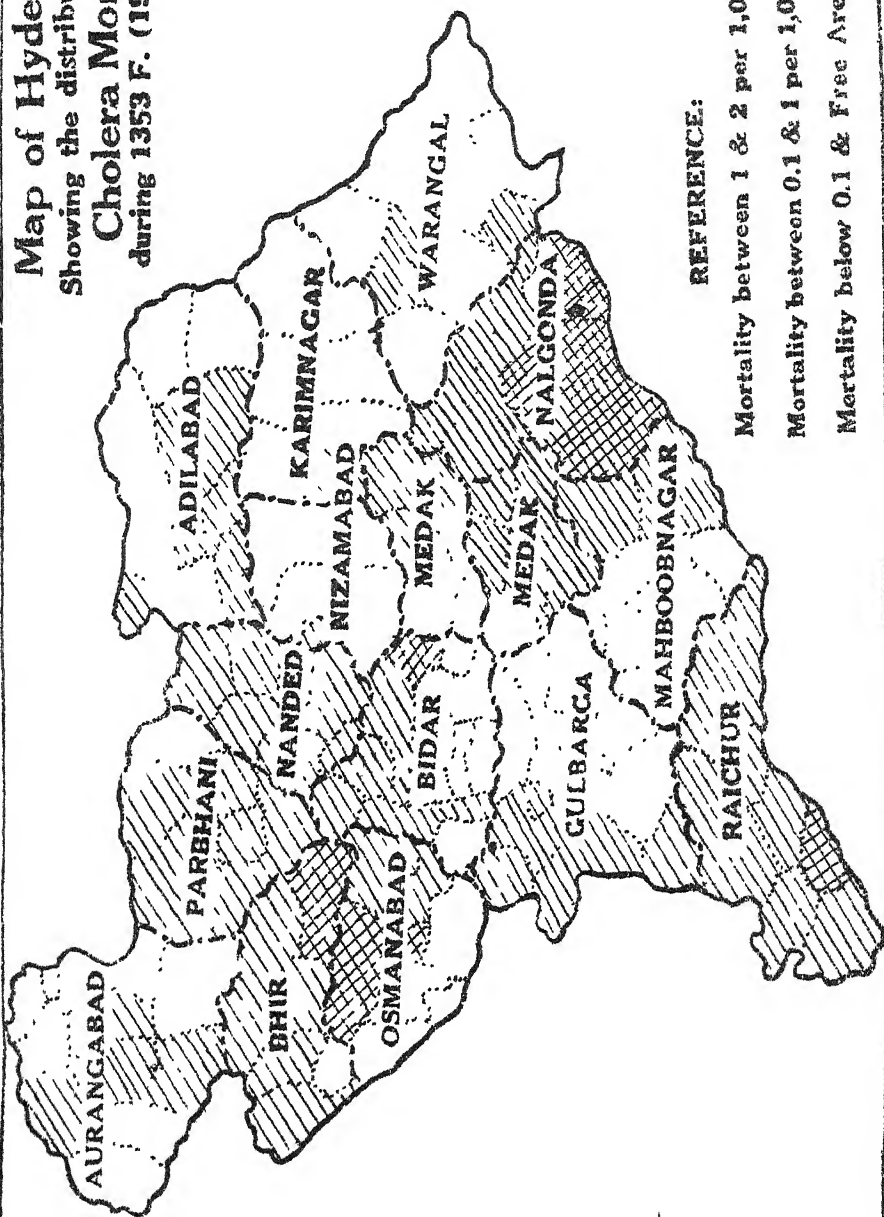 Map of Hyde
Showing the distrib
Cholera Mor
during 1353 F. (19
AURANGABAD
PARBHANI
BHIR
OSMANABAD
NANDED
BIDAR
ADILABAD
NIZAMABAD
KARIMNAGAR
MEDAK
WARANGAL
MEDAR
NALGONDA
GULBARGA
MAHBOOBNAGAR
RAICHUR
REFERENCE:
Mortality between 1 & 2 per 1,0
Mortality between 0.1 & 1 per 1,0
Mortality below 0.1 & Free Are